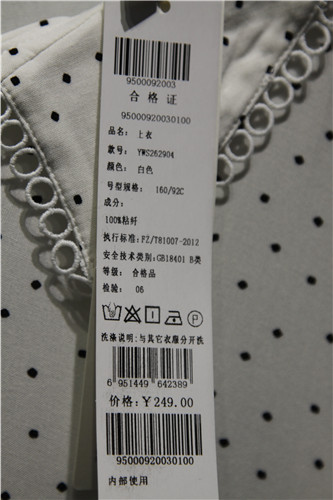 9500092003
合格证
95000920030100
品名: 上衣
款号: YWS262904
颜色: 白色
号型规格: 160/92C
成分:
100%粘纤
执行标准: FZ/T81007-2012
安全技术类别: GB18401 B类
等级: 合格品
检验: 06
P
洗涤说明: 与其它衣服分开洗
6 951449 642389
价格: ￥249.00
95000920030100
内部使用